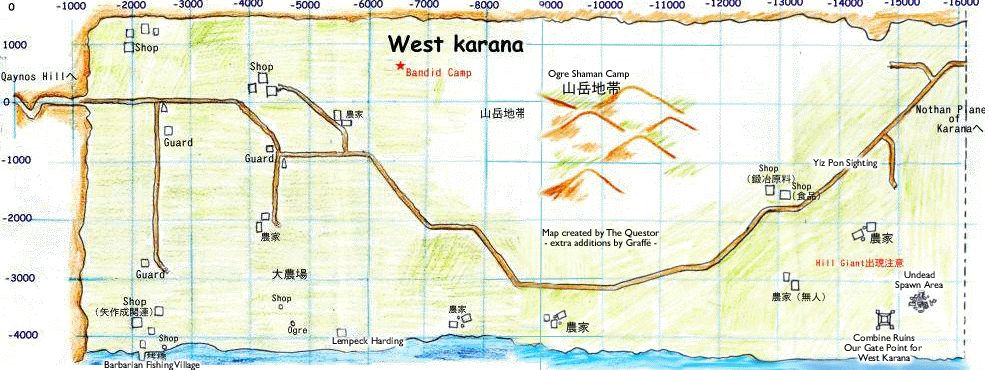 0
-1000
-2000
-3000
-4000
-5000
-6000
-7000
-8000
-9000
-10000
-11000
-12000
-13000
-14000
-15000
-16000
1000
0
-1000
-2000
-3000
-4000
West karana
Bandid Camp
Shop
Qaynos Hillへ
Shop
農家
Guard
Guard
農家
Guard
大農場
山岳地帯
Ogre Shaman Camp
山岳地帯
Nothan Plane
of
Karanaへ
Yiz Pon Sighting
Shop
(鍛冶原料)
Shop
(食品)
Map created by The Questor
- extra additions by Graffe -
農家
Hill Giant出現注意
Undead
Spawn Area
農家(無人)
Shop
(矢作成関連)
Shop
Ogre
農家
農家
Combine Ruins
Our Gate Point for
West Karana
Lempeck Harding
Shop
Barbarian Fishing Village